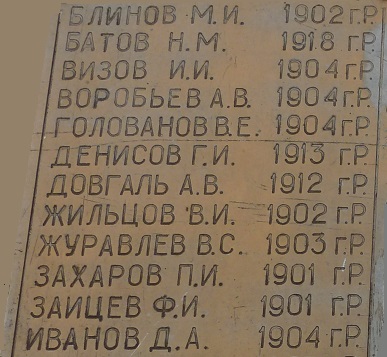 БЛИНОВ М.И. 1902 Г.Р.
БАТОВ Н.М. 1918 Г.Р.
ВИЗОВ И.И. 1904 Г.Р.
ВОРОБЬЕВ А.В. 1904 Г.Р.
ГОЛОВАНОВ В.Е. 1904 Г.Р.
ДЕНИСОВ Г.И. 1913 Г.Р.
ДОВГАЛЬ А.В. 1912 Г.Р.
ЖИЛЬЦОВ В.И. 1902 Г.Р.
ЖУРАВЛЕВ В.С. 1903 Г.Р.
ЗАХАРОВ П.И. 1901 Г.Р.
ЗАИЦЕВ Ф.И. 1901 Г.Р.
ИВАНОВ Д.А. 1904 Г.Р.